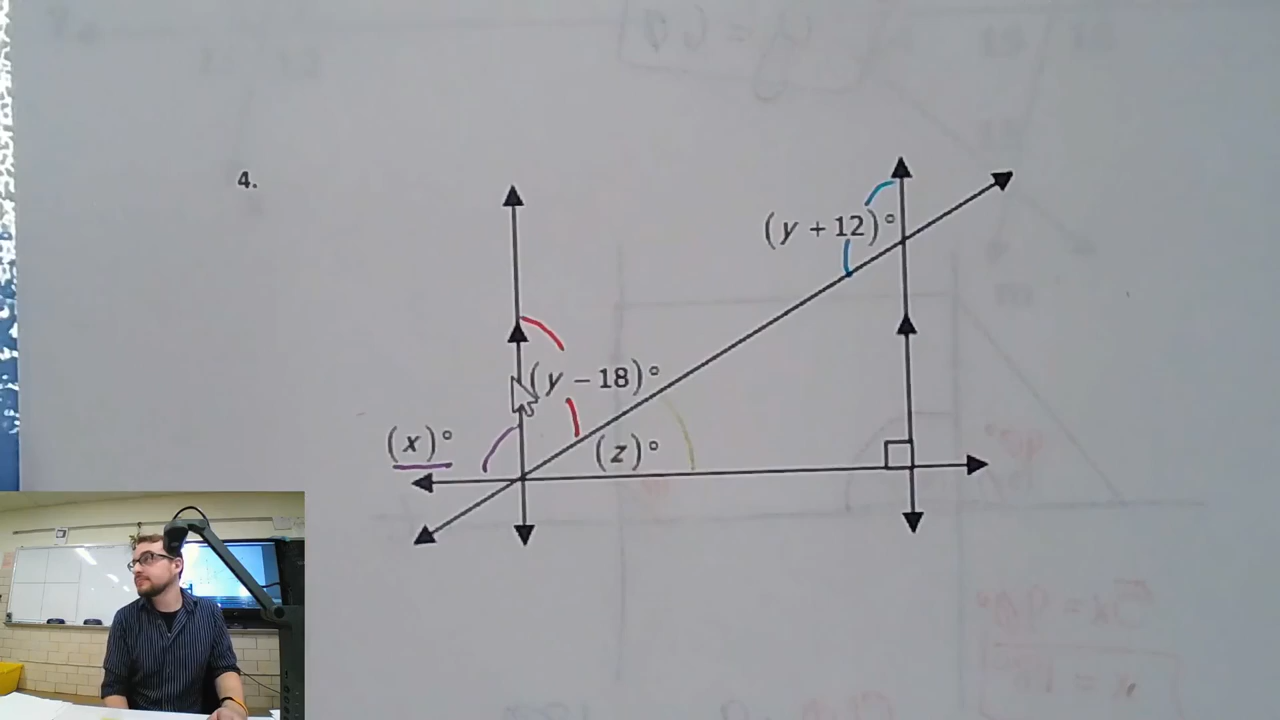 4.
(y + 12)°
(y − 18)°
(x)°
(z)°